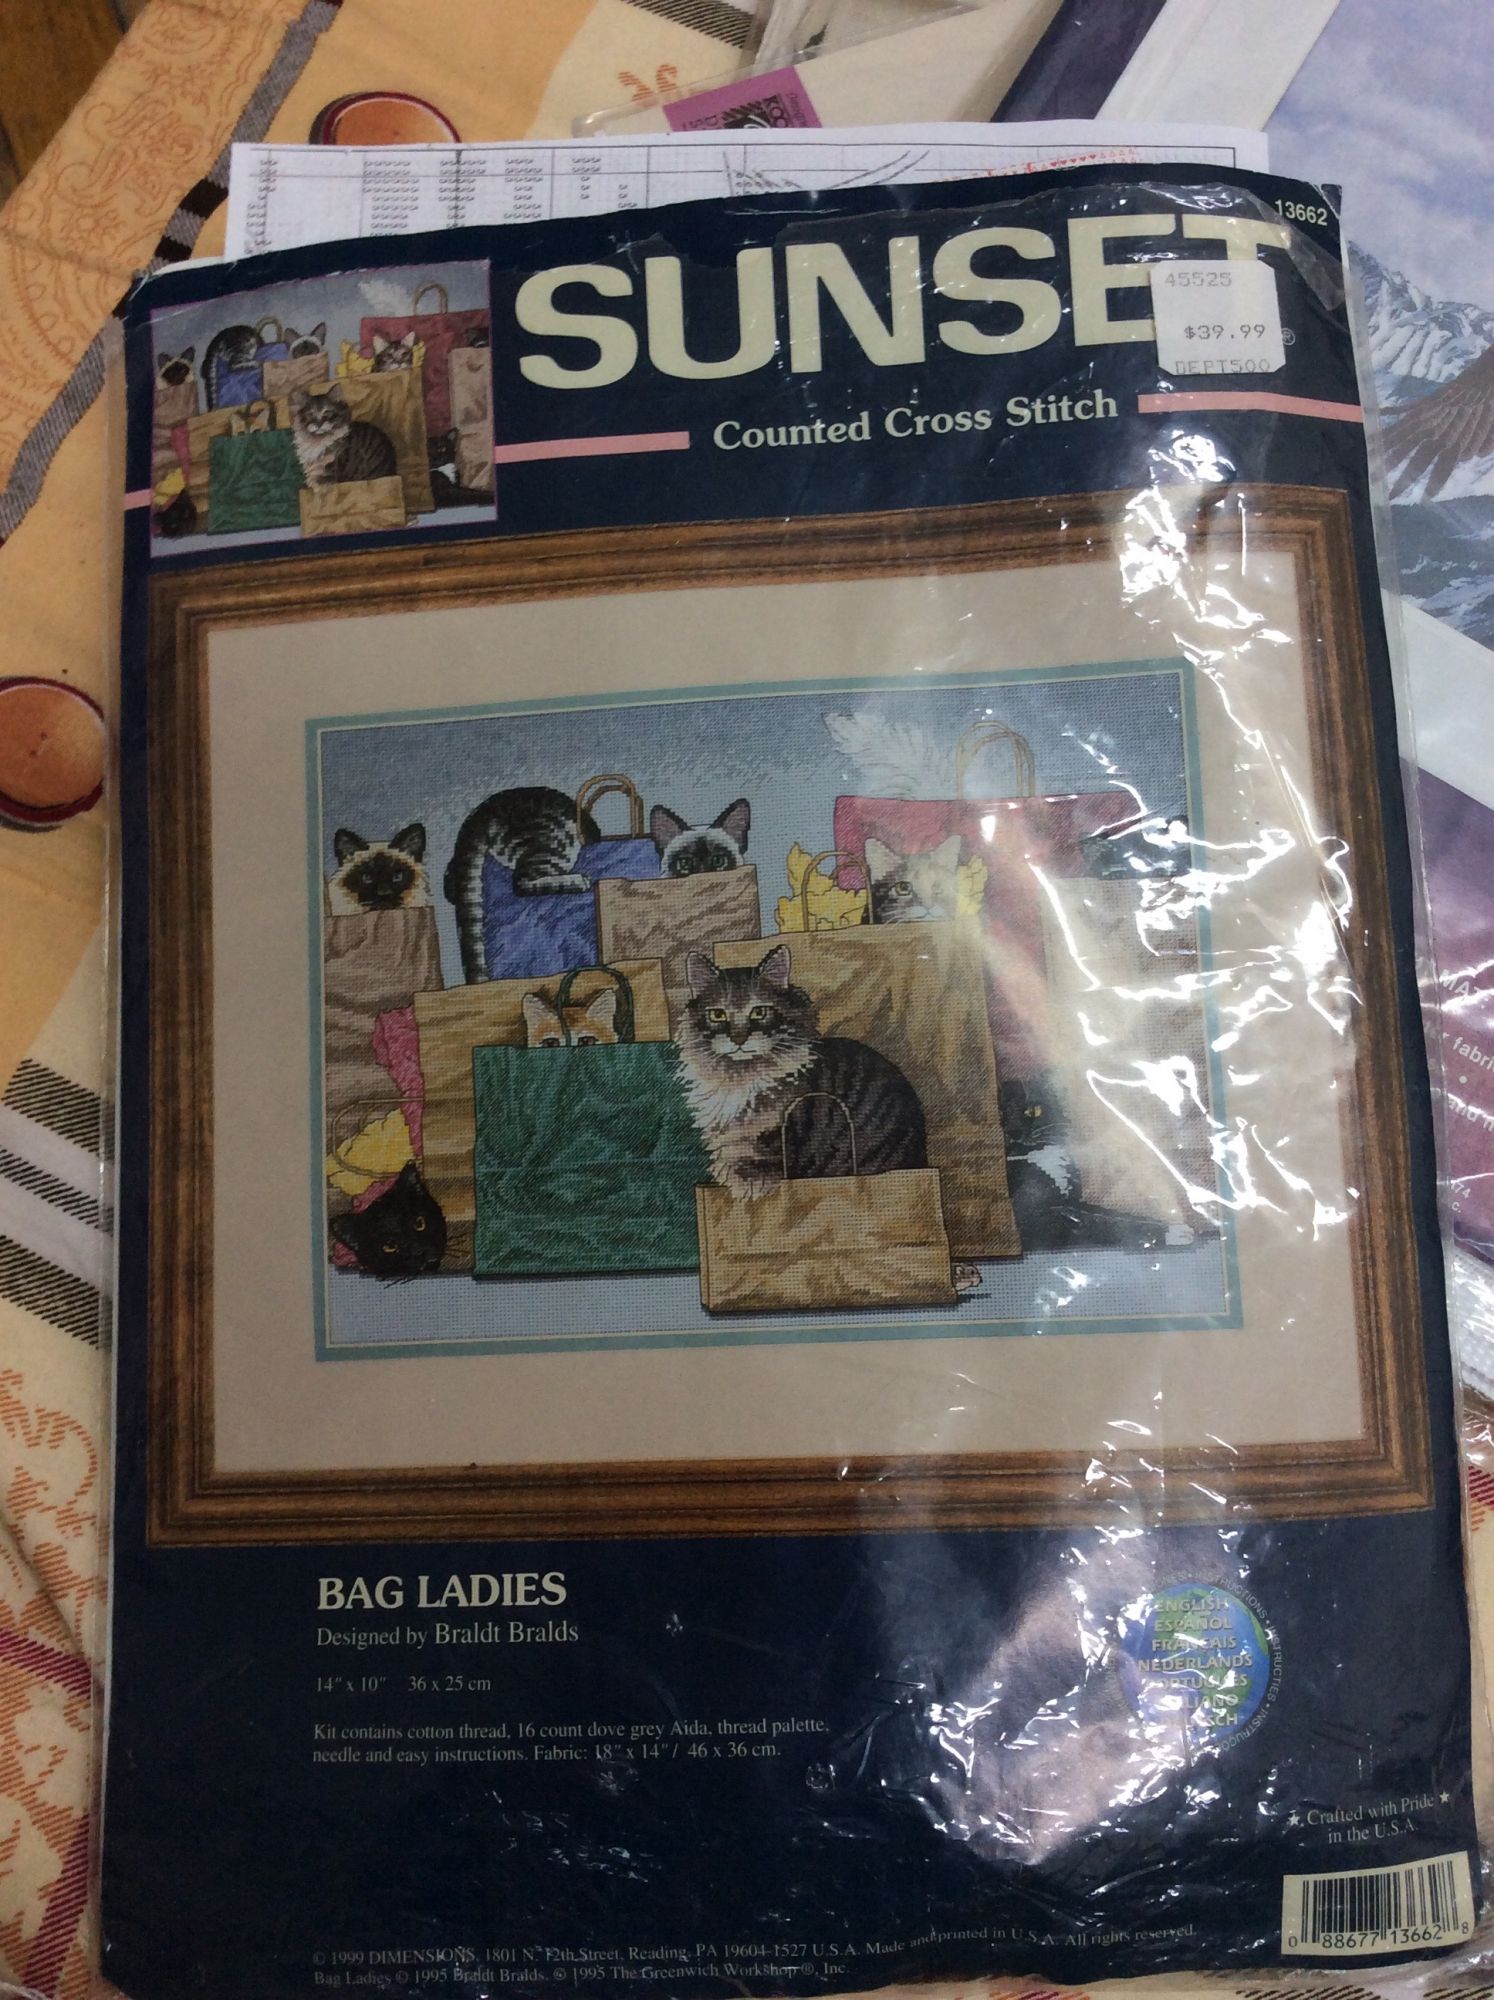 13662
SUNSET
45525
$39.99
DEPT500
®
Counted Cross Stitch
BAG LADIES
Designed by Braldt Bralds
14" x 10" 36 x 25 cm
Kit contains cotton thread, 16 count dove grey Aida, thread palette,
needle and easy instructions. Fabric: 18" x 14" / 46 x 36 cm.
INSTRUCTIONS
ENGLISH
ESPAÑOL
FRANÇAIS
NEDERLANDS
PORTUGUES
★ Crafted with Pride ★
in the U.S.A.
0 88677 13662 8
© 1999 DIMENSIONS, 1801 N. 12th Street, Reading, PA 19604-1527 U.S.A. Made and printed in U.S.A. All rights reserved.
Bag Ladies © 1995 Braldt Bralds. © 1995 The Greenwich Workshop ®, Inc.
fabri